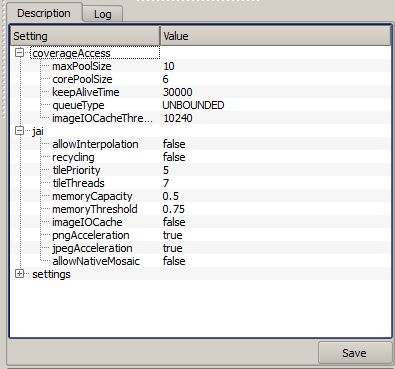 Description Log
Setting Value
coverageAccess
maxPoolSize 10
corePoolSize 6
keepAliveTime 30000
queueType UNBOUNDED
imageIOCacheThre... 10240
jai
allowInterpolation false
recycling false
tilePriority 5
tileThreads 7
memoryCapacity 0.5
memoryThreshold 0.75
imageIOCache false
pngAcceleration true
jpegAcceleration true
allowNativeMosaic false
settings
Save